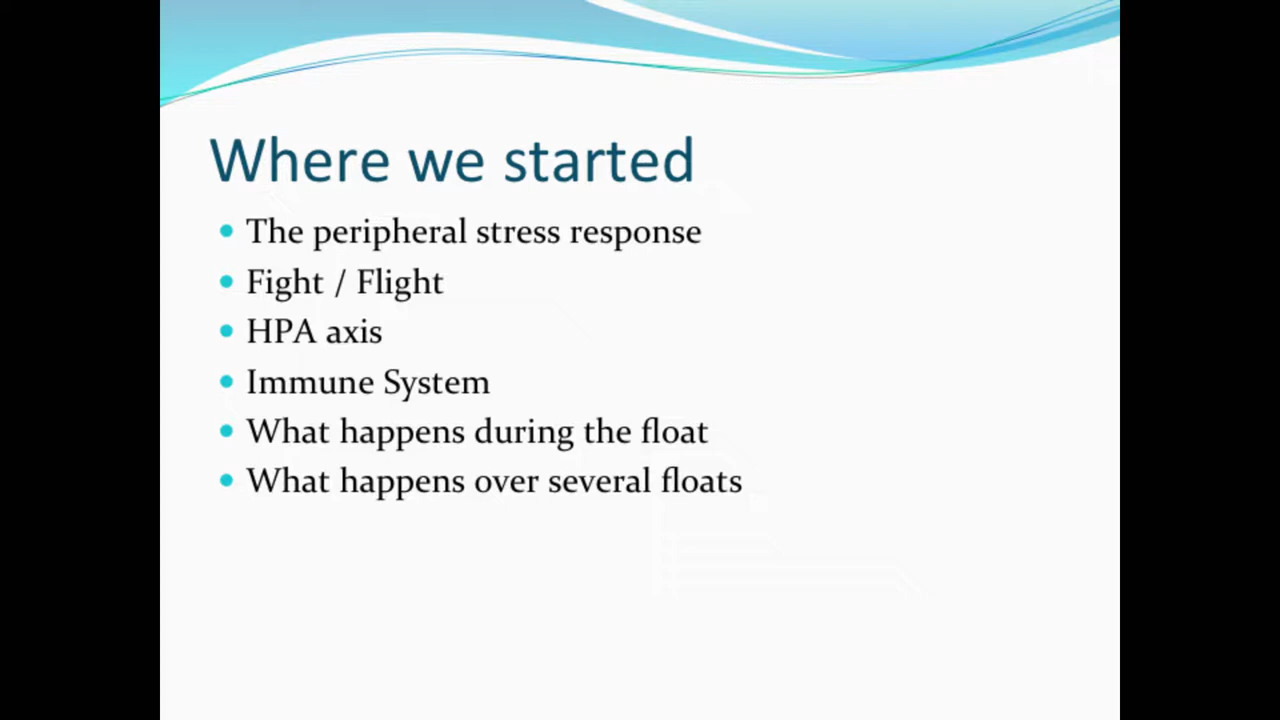 Where we started
The peripheral stress response
Fight / Flight
HPA axis
Immune System
What happens during the float
What happens over several floats